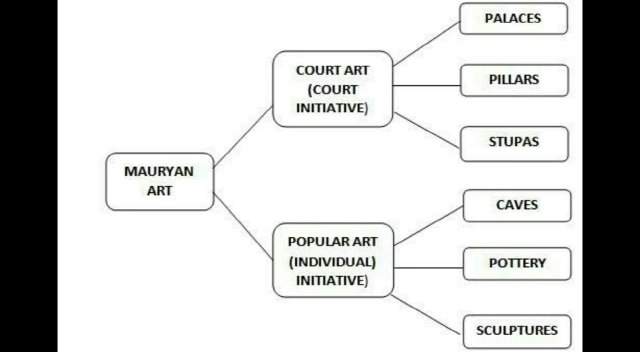 PALACES
COURT ART
(COURT
INITIATIVE)
PILLARS
STUPAS
MAURYAN
ART
CAVES
POPULAR ART
(INDIVIDUAL)
INITIATIVE)
POTTERY
SCULPTURES